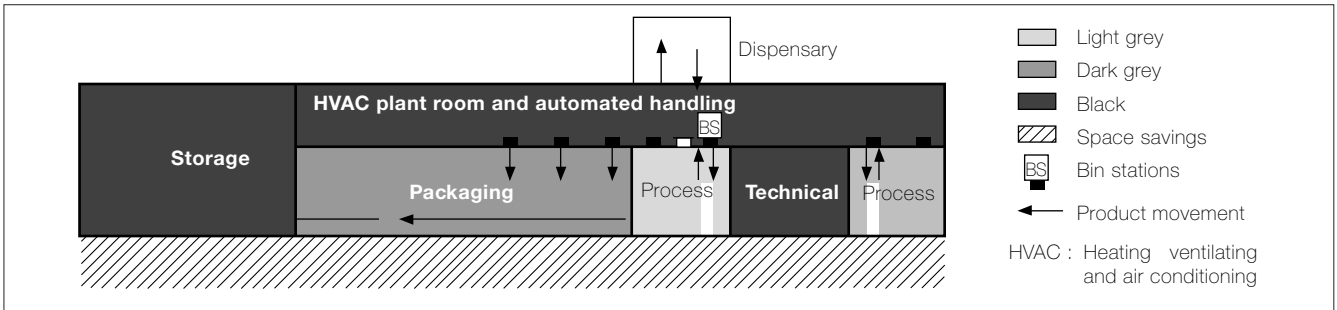 Dispensary
HVAC plant room and automated handling
BS
Storage
Packaging
Process
Technical
Process
Light grey
Dark grey
Black
Space savings
BS
Bin stations
Product movement
HVAC : Heating ventilating
and air conditioning